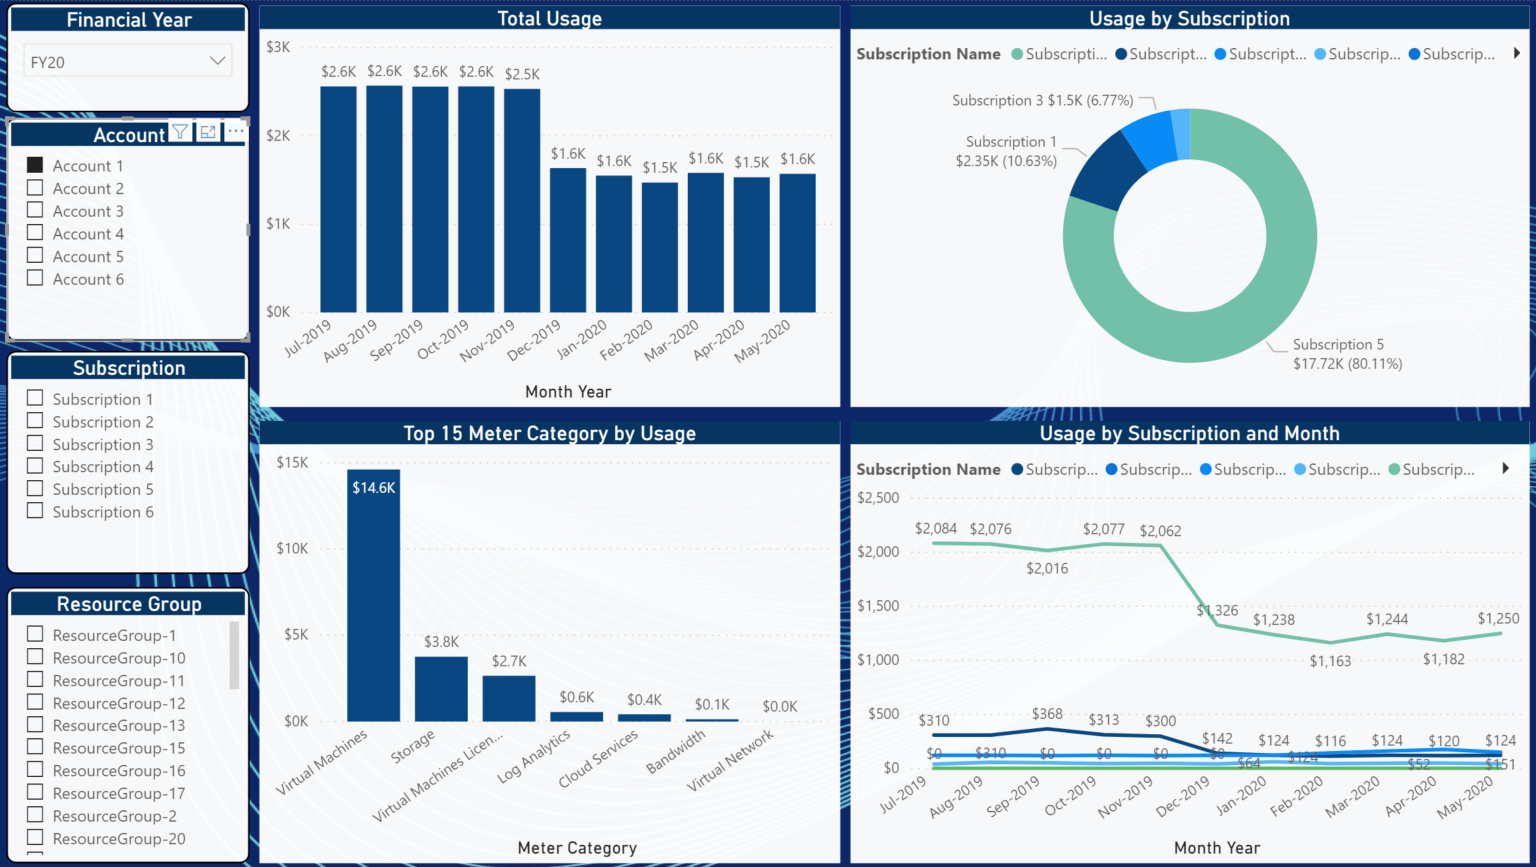 Financial Year
FY20
Account
Account 1
Account 2
Account 3
Account 4
Account 5
Account 6
Subscription
Subscription 1
Subscription 2
Subscription 3
Subscription 4
Subscription 5
Subscription 6
Resource Group
ResourceGroup-1
ResourceGroup-10
ResourceGroup-11
ResourceGroup-12
ResourceGroup-13
ResourceGroup-15
ResourceGroup-16
ResourceGroup-17
ResourceGroup-2
ResourceGroup-20
Total Usage
$3K
$2K
$1K
$0K
$2.6K $2.6K $2.6K $2.6K $2.5K $1.6K $1.6K $1.5K $1.6K $1.5K $1.6K
Jul-2019 Aug-2019 Sep-2019 Oct-2019 Nov-2019 Dec-2019 Jan-2020 Feb-2020 Mar-2020 Apr-2020 May-2020
Month Year
Usage by Subscription
Subscription Name Subscripti... Subscript... Subscript... Subscrip... Subscrip...
Subscription 3 $1.5K (6.77%)
Subscription 1
$2.35K (10.63%)
Subscription 5
$17.72K (80.11%)
Top 15 Meter Category by Usage
$15K
$10K
$5K
$0K
$14.6K $3.8K $2.7K $0.6K $0.4K $0.1K $0.0K
Virtual Machines Storage Virtual Machines Licen... Log Analytics Cloud Services Bandwidth Virtual Network
Meter Category
Usage by Subscription and Month
Subscription Name Subscrip... Subscrip... Subscrip... Subscrip... Subscrip...
$2,500
$2,000
$1,500
$1,000
$500
$0
$2,084 $2,076 $2,016 $2,077 $2,062 $1,326 $1,238 $1,163 $1,244 $1,182 $1,250
$310 $368 $313 $300 $142 $124 $116 $124 $120 $124
$0 $310 $0 $0 $0 $0 $64 $124 $52 $151
Jul-2019 Aug-2019 Sep-2019 Oct-2019 Nov-2019 Dec-2019 Jan-2020 Feb-2020 Mar-2020 Apr-2020 May-2020
Month Year